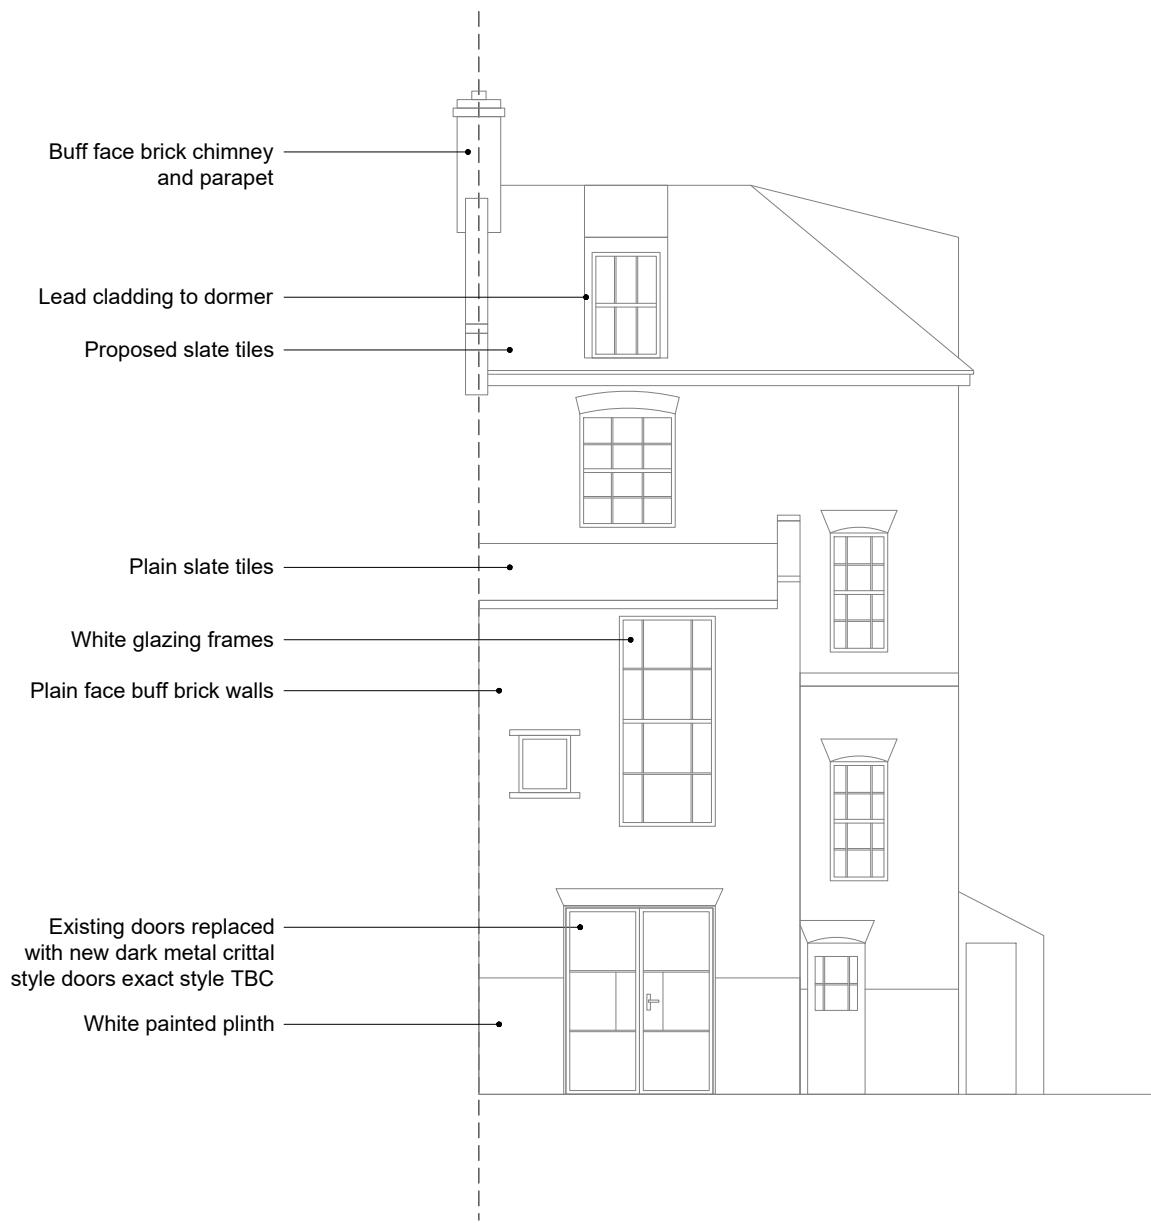 Buff face brick chimney
and parapet
Lead cladding to dormer
Proposed slate tiles
Plain slate tiles
White glazing frames
Plain face buff brick walls
Existing doors replaced
with new dark metal crittal
style doors exact style TBC
White painted plinth